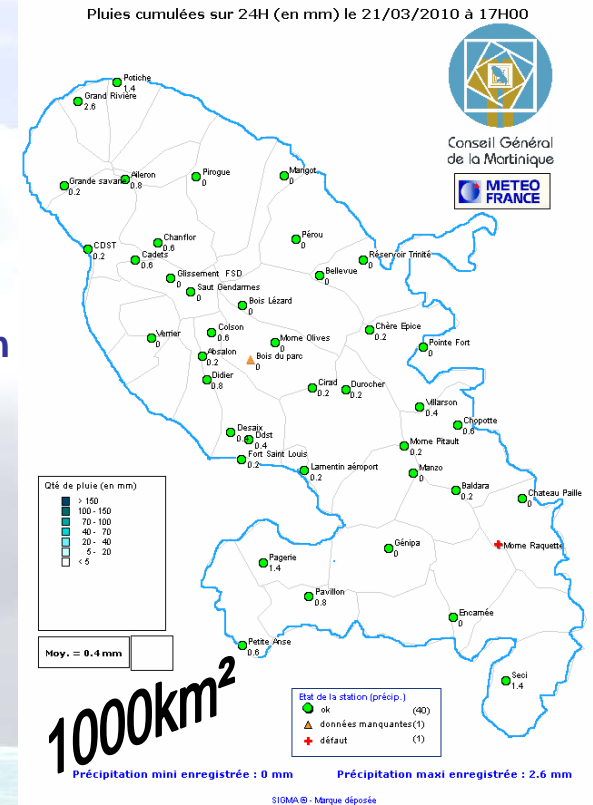 Pluies cumulées sur 24H (en mm) le 21/03/2010 à 17H00
Conseil Général
de la Martinique
METEO
FRANCE
Potiche
1.4
Grand Rivière
2.6
Grande savane
0.2
Aileron
0.8
Pirogue
0
Marigot
0
Pérou
0
CDST
0.2
Chanflor
0.6
Cadets
0.6
Réservoir Trinité
0
Glissement FSD
0
Bellevue
0
Saut Gendarmes
0
Bois Lézard
0
Verrier
0
Colson
0.6
Chère Epice
0.2
Morne Olives
0
Pointe Fort
0
Absalon
0.2
Bois du parc
0
Didier
0.8
Cirad
0.2
Durocher
0.2
Villarson
0.4
Chopotte
0.6
Desaix
Ddst
0.4
Morne Pitault
0.2
Fort Saint Louis
0.2
Lamentin aéroport
0.2
Manzo
0
Baldara
0.2
Chateau Paille
0
Morne Raquette
Génipa
0
Pagerie
1.4
Pavillon
0.8
Encarnée
0
Petite Anse
0.6
Seci
1.4
Qté de pluie (en mm)
> 150
100 - 150
70 - 100
40 - 70
20 - 40
5 - 20
< 5
Moy. = 0.4 mm
1000km²
Etat de la station (précip.)
ok (40)
données manquantes (1)
défaut (1)
Précipitation mini enregistrée : 0 mm Précipitation maxi enregistrée : 2.6 mm
SIGMA ® - Marque déposée